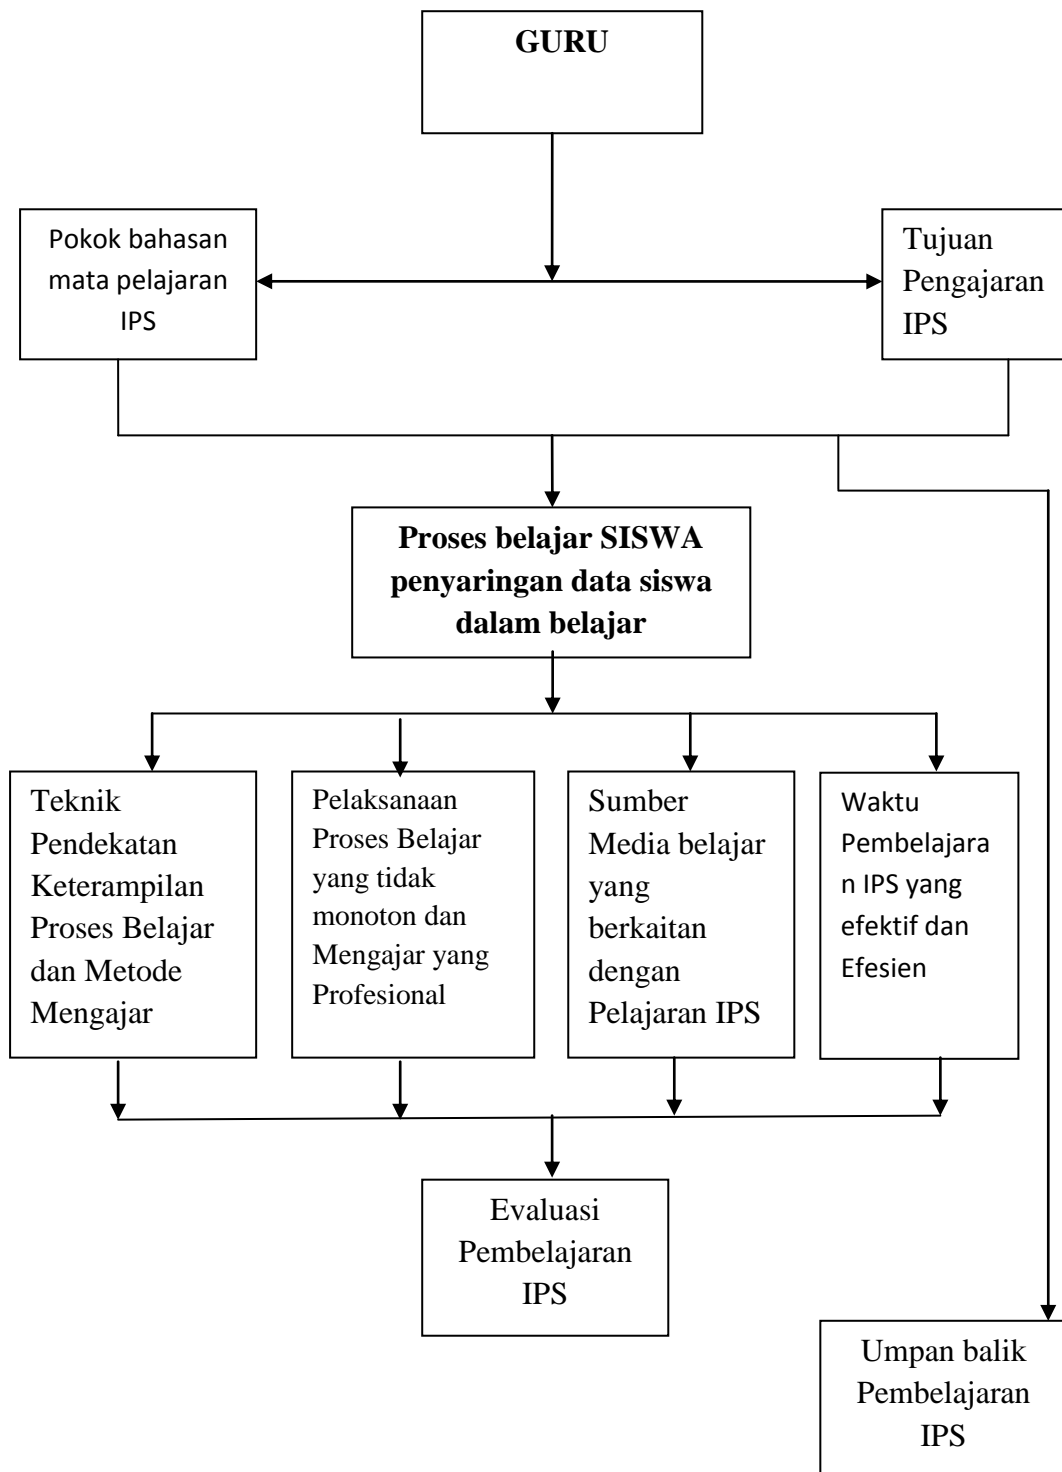 GURU
Pokok bahasan
mata pelajaran
IPS
Tujuan
Pengajaran
IPS
Proses belajar SISWA
penyaringan data siswa
dalam belajar
Teknik
Pendekatan
Keterampilan
Proses Belajar
dan Metode
Mengajar
Pelaksanaan
Proses Belajar
yang tidak
monoton dan
Mengajar yang
Profesional
Sumber
Media belajar
yang
berkaitan
dengan
Pelajaran IPS
Waktu
Pembelajara
n IPS yang
efektif dan
Efesien
Evaluasi
Pembelajaran
IPS
Umpan balik
Pembelajaran
IPS